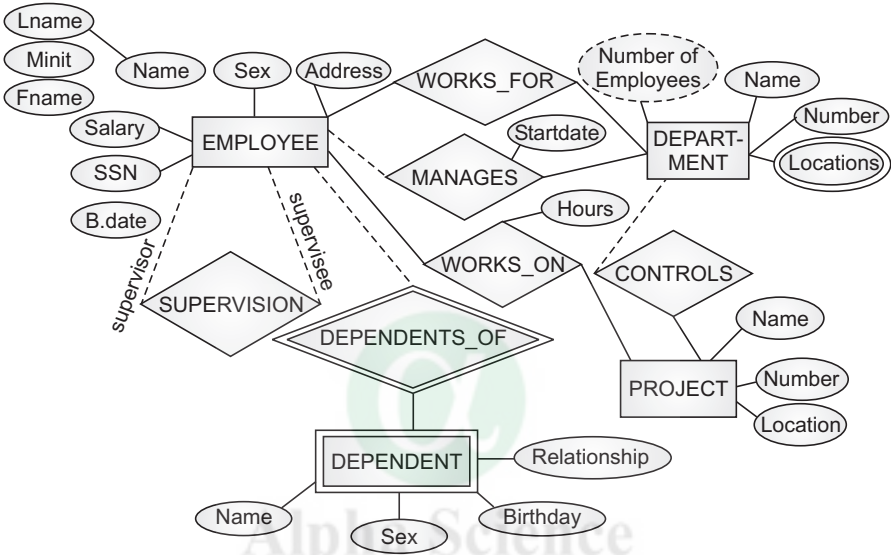 Lname
Minit
Fname
Name
Sex
Address
Salary
SSN
B.date
EMPLOYEE
WORKS_FOR
Number of
Employees
Name
Number
Locations
DEPART-
MENT
Startdate
MANAGES
Hours
WORKS_ON
CONTROLS
supervisor
supervisee
SUPERVISION
DEPENDENTS_OF
Name
Number
Location
PROJECT
DEPENDENT
Relationship
Name
Sex
Birthday
Alpha Science